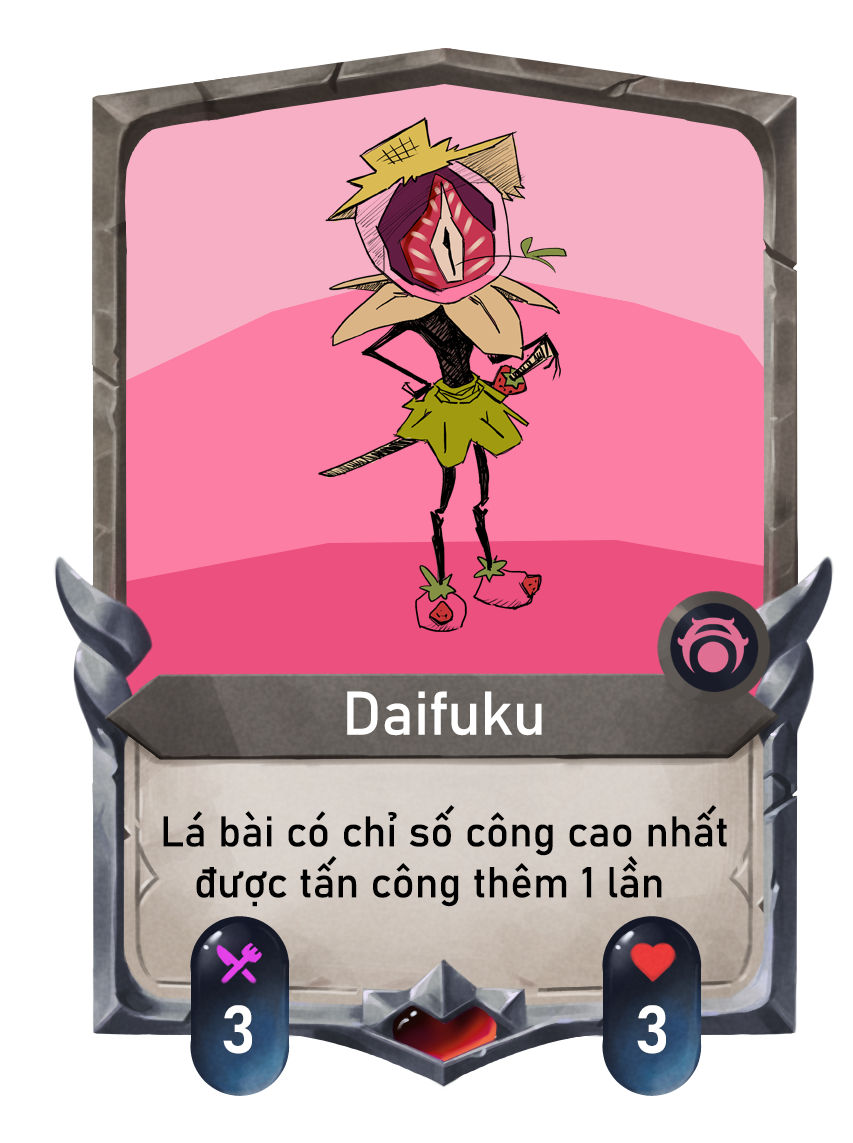 Daifuku
Lá bài có chỉ số công cao nhất
được tấn công thêm 1 lần
3 3